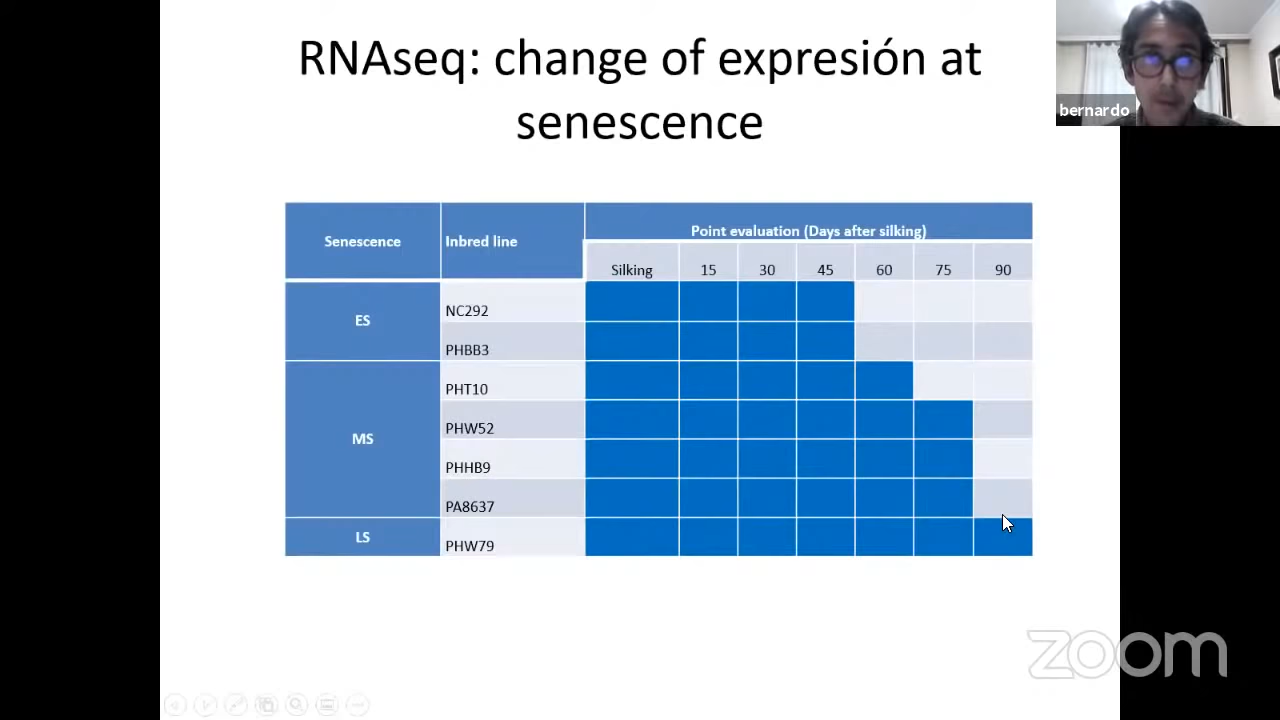 RNAseq: change of expresión at
senescence
bernardo
Senescence
Inbred line
Point evaluation (Days after silking)
Silking 15 30 45 60 75 90
ES
NC292
PHBB3
MS
PHT10
PHW52
PHHB9
PA8637
LS
PHW79
zoom